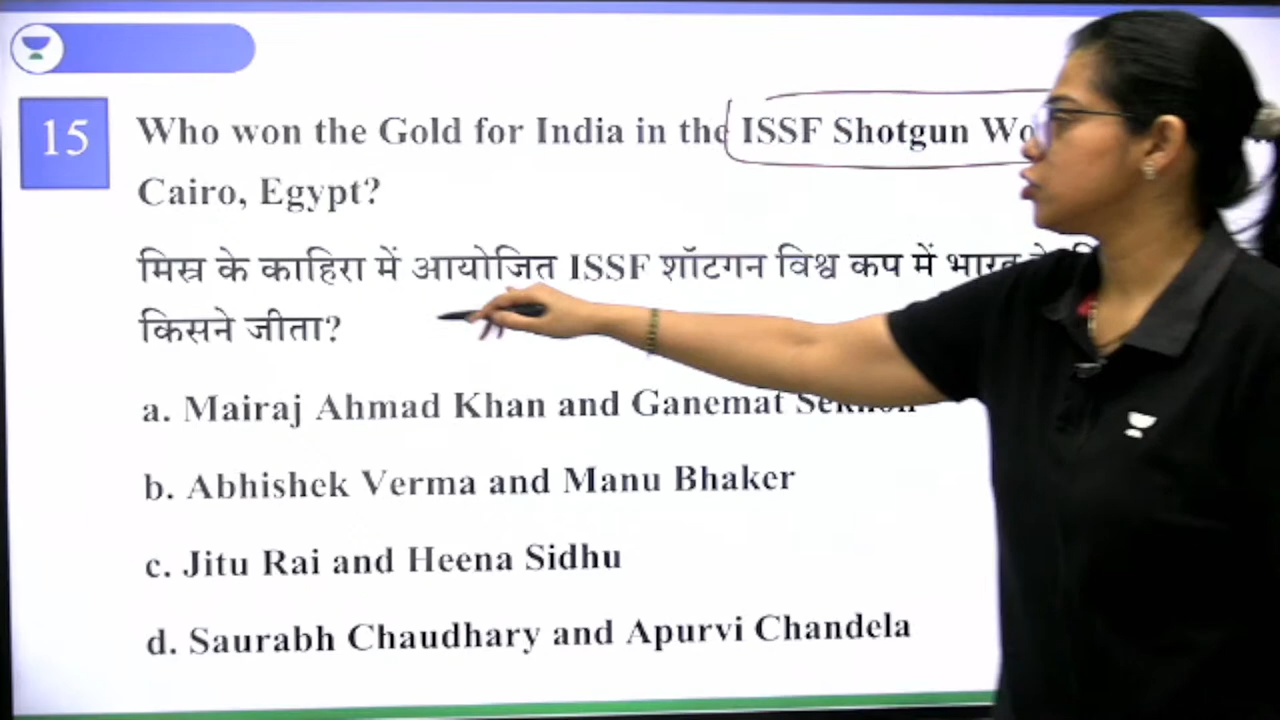 15
Who won the Gold for India in the ISSF Shotgun
Cairo, Egypt?
मिस्र के काहिरा में आयोजित ISSF शॉटगन विश्व कप में भारत
किसने जीता?
a. Mairaj Ahmad Khan and Ganemat Sekhon
b. Abhishek Verma and Manu Bhaker
c. Jitu Rai and Heena Sidhu
d. Saurabh Chaudhary and Apurvi Chandela